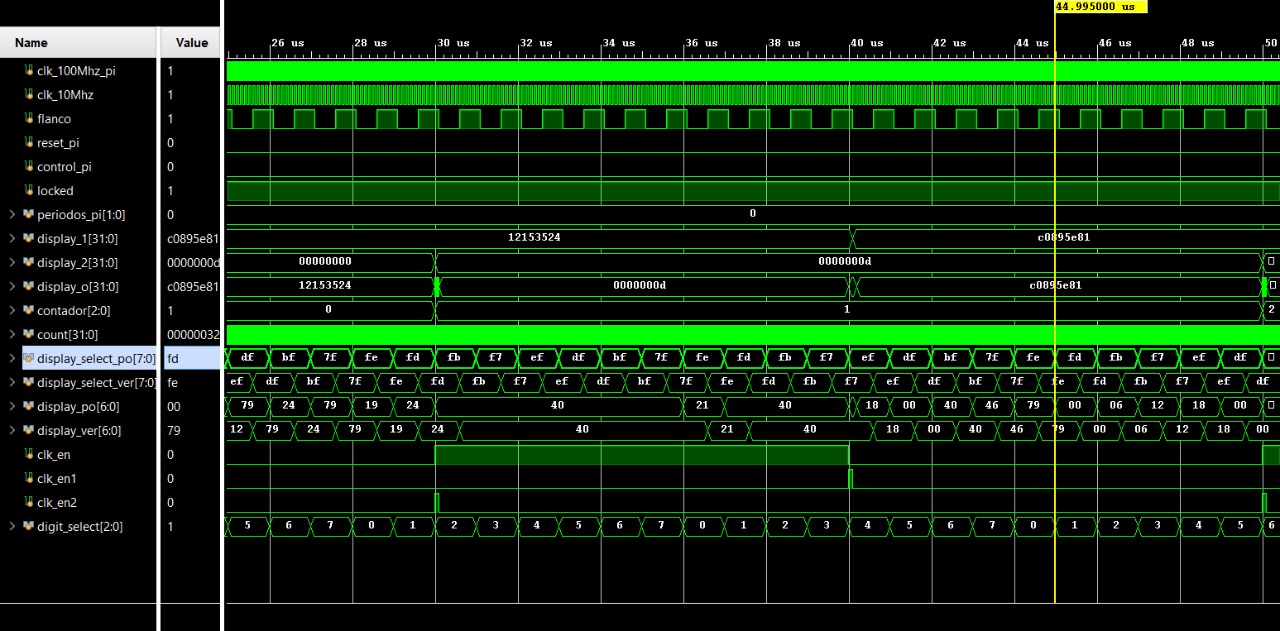 44.995000 us
Name Value 26 us 28 us 30 us 32 us 34 us 36 us 38 us 40 us 42 us 44 us 46 us 48 us 50
clk_100Mhz_pi 1
clk_10Mhz 1
flanco 1
reset_pi 0
control_pi 0
locked 1
periodos_pi[1:0] 0 0
display_1[31:0] c0895e81 12153524 c0895e81
display_2[31:0] 0000000d 00000000 0000000d
display_o[31:0] c0895e81 12153524 0000000d c0895e81
contador[2:0] 1 0 1 2
count[31:0] 00000032
display_select_po[7:0] fd df bf 7f fe fd fb f7 ef df bf 7f fe fd fb f7 ef df bf 7f fe fd fb f7 ef df
display_select_ver[7:0] fe ef df bf 7f fe fd fb f7 ef df bf 7f fe fd fb f7 ef df bf 7f fe fd fb f7 ef df
display_po[6:0] 00 79 24 79 19 24 40 21 40 18 00 40 46 79 00 06 12 18 00
display_ver[6:0] 79 12 79 24 79 19 24 40 21 40 18 00 40 46 79 00 06 12 18 00
clk_en 0
clk_en1 0
clk_en2 0
digit_select[2:0] 1 5 6 7 0 1 2 3 4 5 6 7 0 1 2 3 4 5 6 7 0 1 2 3 4 5 6